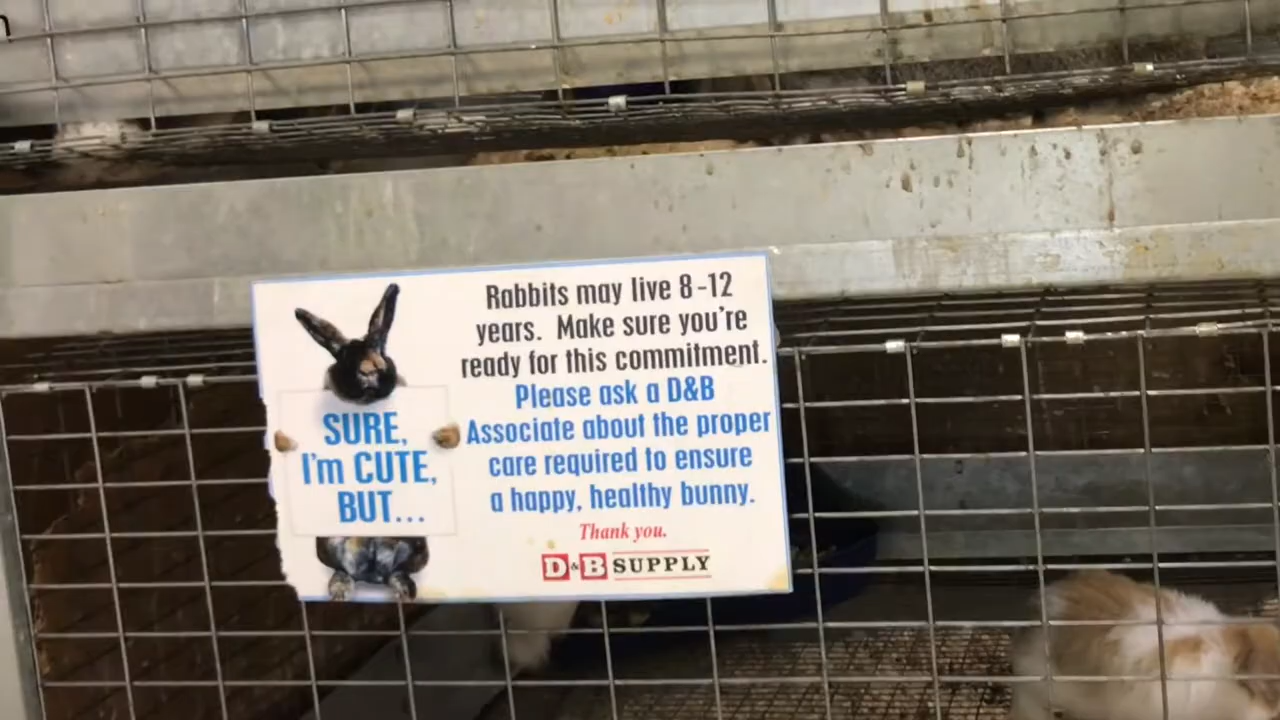 SURE,
I'm CUTE,
BUT...
Rabbits may live 8-12
years. Make sure you're
ready for this commitment.
Please ask a D&B
Associate about the proper
care required to ensure
a happy, healthy bunny.
Thank you.
D&B SUPPLY